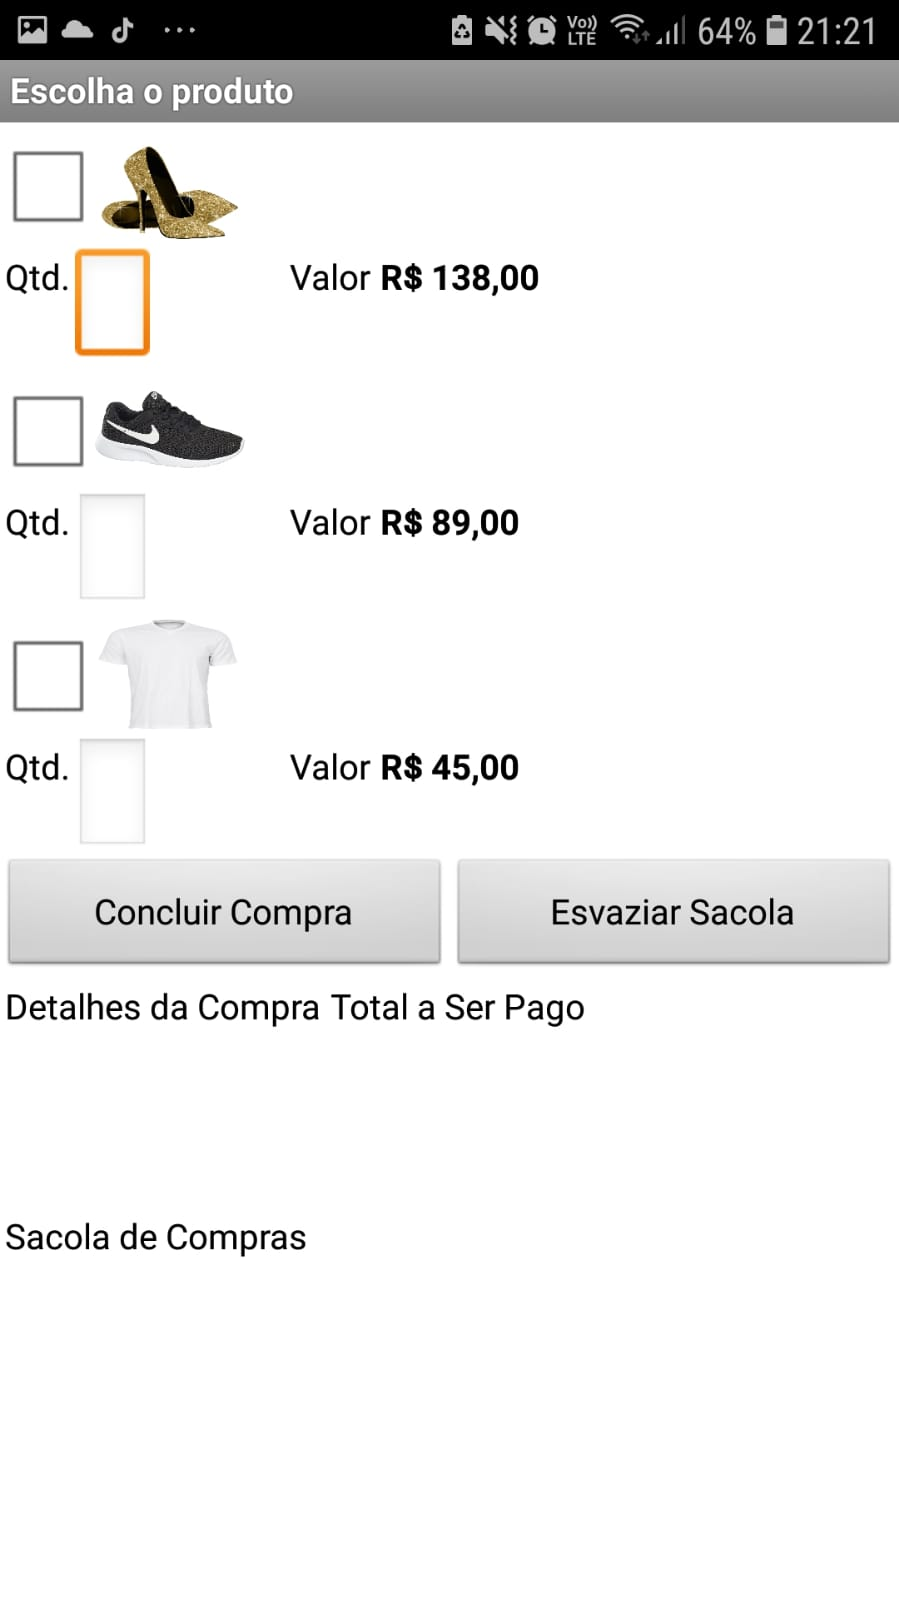 Vo)) LTE 64% 21:21
Escolha o produto
Qtd. Valor R$ 138,00
Qtd. Valor R$ 89,00
Qtd. Valor R$ 45,00
Concluir Compra Esvaziar Sacola
Detalhes da Compra Total a Ser Pago
Sacola de Compras